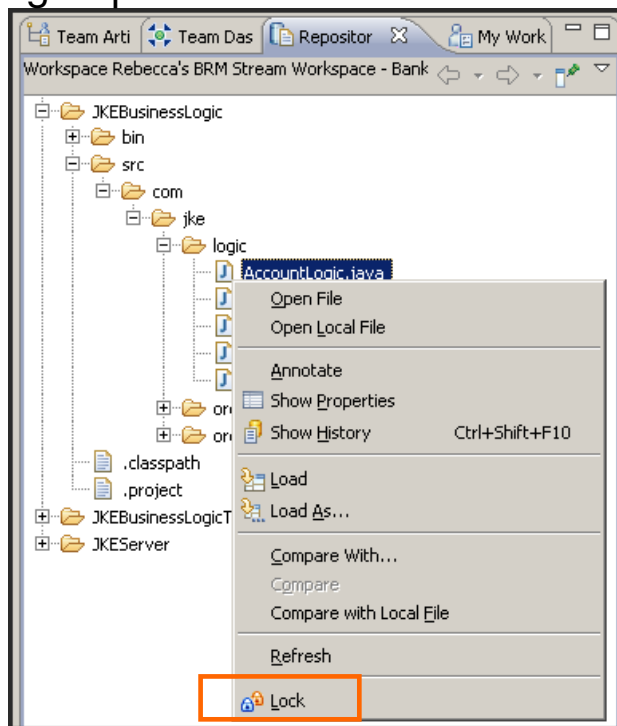 Team Arti Team Das Repositor My Work
Workspace Rebecca's BRM Stream Workspace - Bank
JKEBusinessLogic
bin
src
com
jke
logic
AccountLogic.java
Open File
Open Local File
Annotate
Show Properties
Show History Ctrl+Shift+F10
Load
Load As...
Compare With...
Compare
Compare with Local File
Refresh
Lock
or
or
.classpath
.project
JKEBusinessLogicT
JKEServer